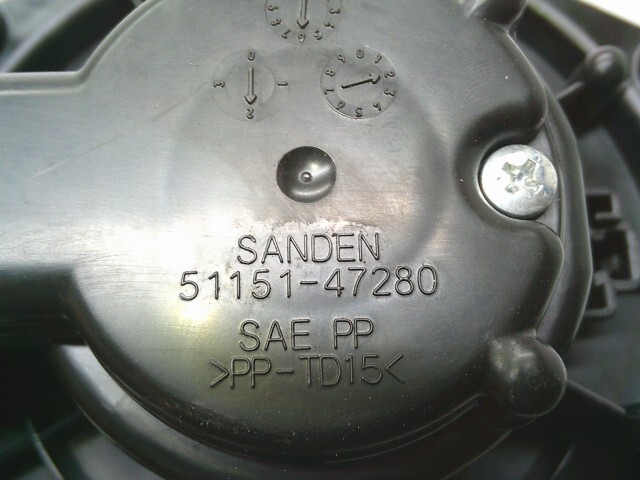 SANDEN
51151-47280
SAE PP
>PP-TD15<